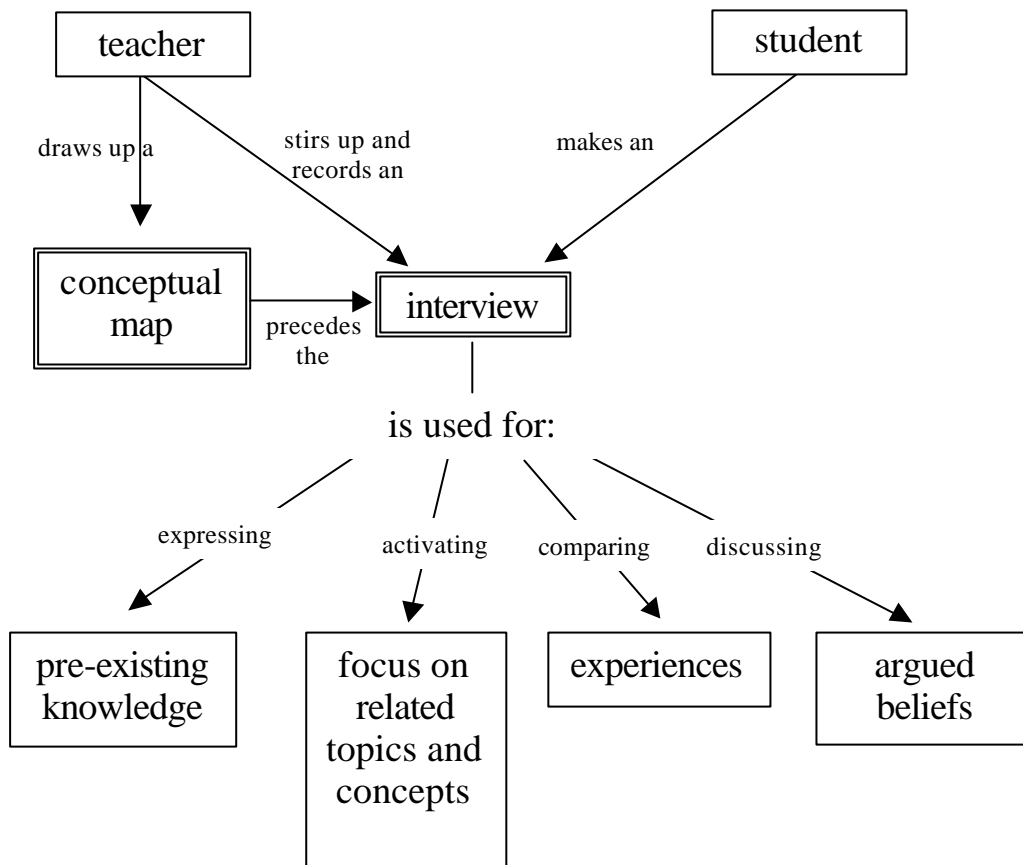 teacher
student
draws up a
stirs up and
records an
makes an
conceptual
map
precedes
the
interview
is used for:
expressing
activating
comparing
discussing
pre-existing
knowledge
focus on
related
topics and
concepts
experiences
argued
beliefs